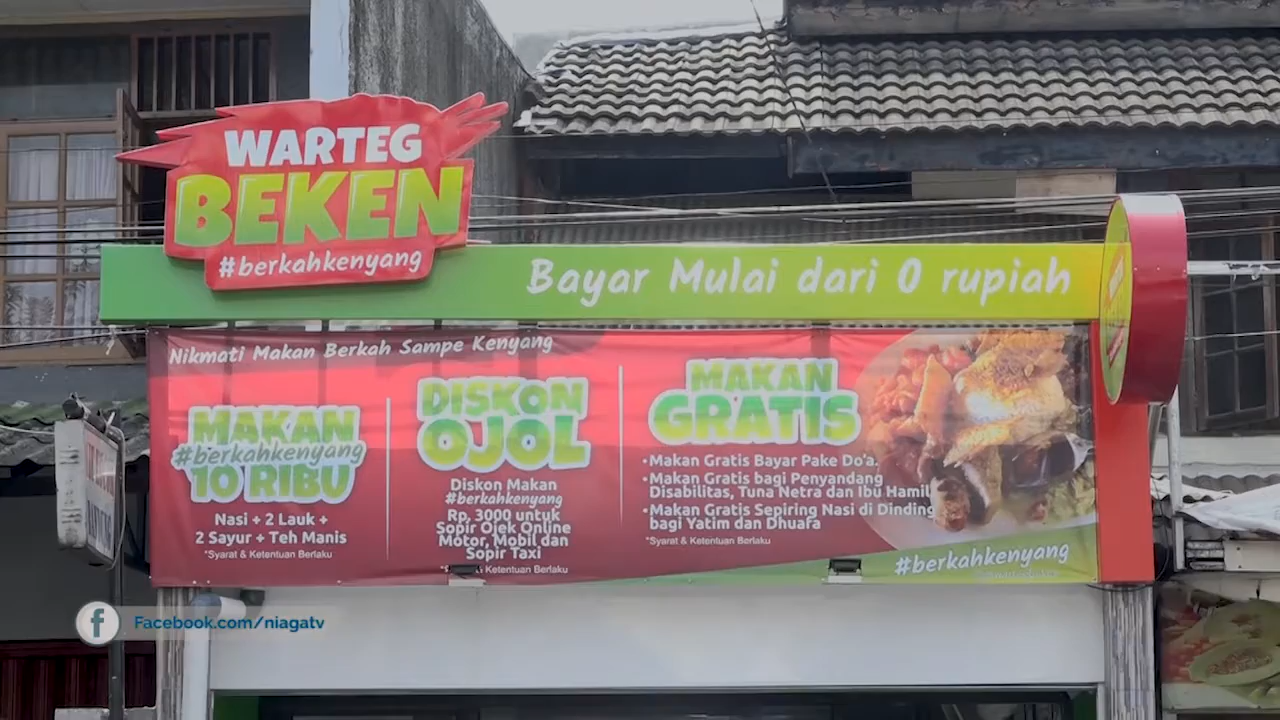 WARTEG
BEKEN
#berkahkenyang
Bayar Mulai dari 0 rupiah
Nikmati Makan Berkah Sampe Kenyang
MAKAN
#berkahkenyang
10 RIBU
Nasi + 2 Lauk +
2 Sayur + Teh Manis
*Syarat & Ketentuan Berlaku
DISKON
OJOL
Diskon Makan
#berkahkenyang
Rp. 3000 untuk
Sopir Ojek Online
Motor, Mobil dan
Sopir Taxi
& Ketentuan Berlaku
MAKAN
GRATIS
•Makan Gratis Bayar Pake Do'a.
•Makan Gratis bagi Penyandang
Disabilitas, Tuna Netra dan Ibu Hamil
•Makan Gratis Sepiring Nasi di Dinding
bagi Yatim dan Dhuafa
*Syarat & Ketentuan Berlaku
#berkahkenyang
Facebook.com/niagatv